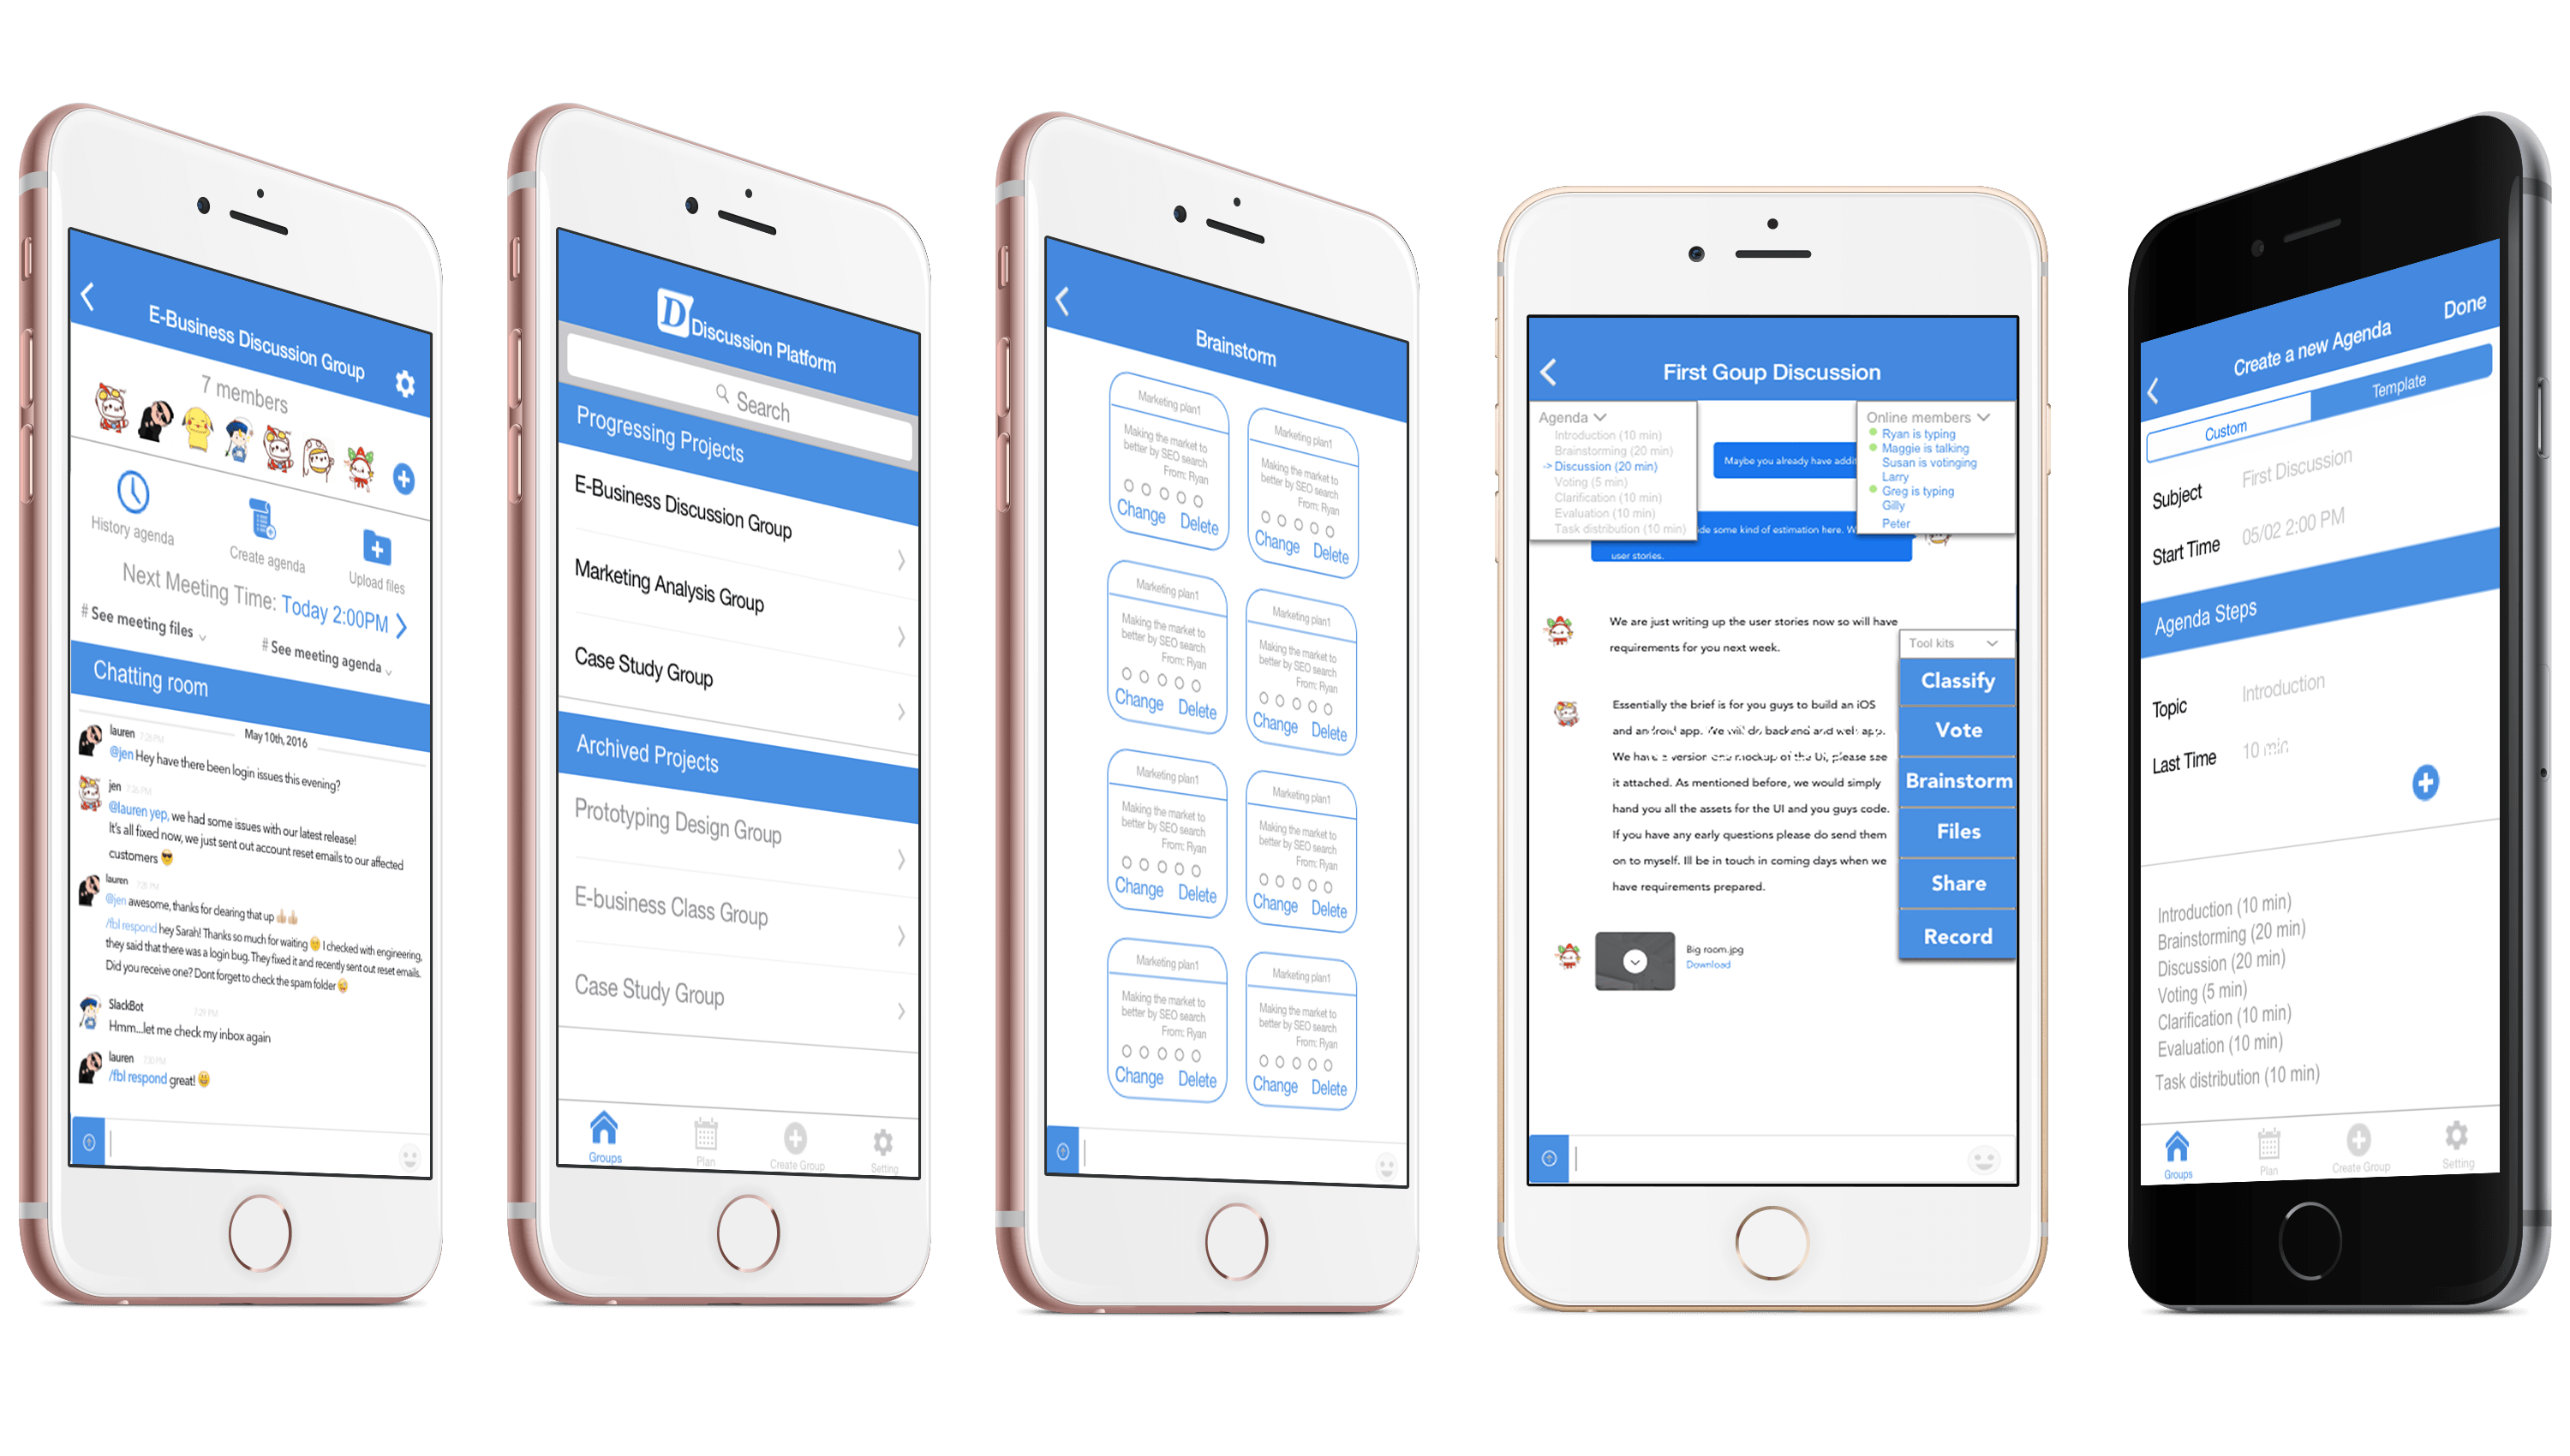 E-Business Discussion Group
7 members
History agenda
Create agenda
Upload files
Next Meeting Time: Today 2:00PM
# See meeting files
# See meeting agenda
Chatting room
May 10th, 2016
lauren 7:26 PM
@jen Hey have there been login issues this evening?
jen 7:26 PM
@lauren yep, we had some issues with our latest release!
It's all fixed now, we just sent out account reset emails to our affected
customers
lauren 7:28 PM
@jen awesome, thanks for clearing that up
/fbl respond hey Sarah! Thanks so much for waiting I checked with engineering,
they said that there was a login bug. They fixed it and recently sent out reset emails.
Did you receive one? Dont forget to check the spam folder
SlackBot 7:29 PM
Hmm...let me check my inbox again
lauren 7:30 PM
/fbl respond great!
D Discussion Platform
Search
Progressing Projects
E-Business Discussion Group
Marketing Analysis Group
Case Study Group
Archived Projects
Prototyping Design Group
E-business Class Group
Case Study Group
Groups
Plan
Create Group
Setting
Brainstorm
Marketing plan1
Making the market to
better by SEO search
From: Ryan
Change Delete
Marketing plan1
Making the market to
better by SEO search
From: Ryan
Change Delete
Marketing plan1
Making the market to
better by SEO search
From: Ryan
Change Delete
Marketing plan1
Making the market to
better by SEO search
From: Ryan
Change Delete
Marketing plan1
Making the market to
better by SEO search
From: Ryan
Change Delete
Marketing plan1
Making the market to
better by SEO search
From: Ryan
Change Delete
Marketing plan1
Making the market to
better by SEO search
From: Ryan
Change Delete
Marketing plan1
Making the market to
better by SEO search
From: Ryan
Change Delete
First Goup Discussion
Agenda
Introduction (10 min)
Brainstorming (20 min)
-> Discussion (20 min)
Voting (5 min)
Clarification (10 min)
Evaluation (10 min)
Task distribution (10 min)
Maybe you already have addi
Online members
Ryan is typing
Maggie is talking
Susan is votinging
Larry
Greg is typing
Gilly
Peter
de some kind of estimation here. W
user stories.
We are just writing up the user stories now so will have
requirements for you next week.
Essentially the brief is for you guys to build an iOS
and android app. We will do backend and web app.
We have a version one mockup of the Ui, please see
it attached. As mentioned before, we would simply
hand you all the assets for the UI and you guys code.
If you have any early questions please do send them
on to myself. Ill be in touch in coming days when we
have requirements prepared.
Big room.jpg
Download
Tool kits
Classify
Vote
Brainstorm
Files
Share
Record
Create a new Agenda
Done
Custom
Template
Subject First Discussion
Start Time 05/02 2:00 PM
Agenda Steps
Topic Introduction
Last Time 10 min
Introduction (10 min)
Brainstorming (20 min)
Discussion (20 min)
Voting (5 min)
Clarification (10 min)
Evaluation (10 min)
Task distribution (10 min)
Groups
Plan
Create Group
Setting